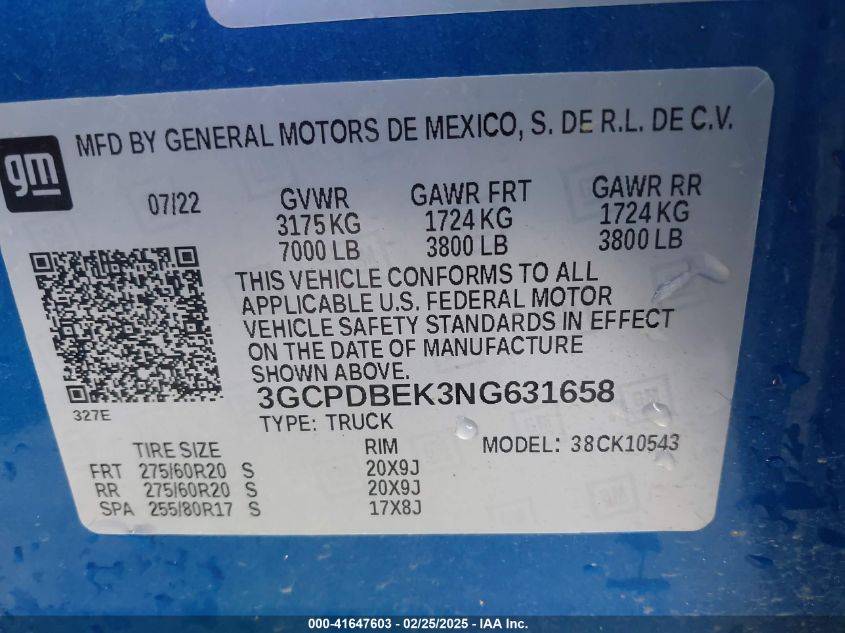 MFD BY GENERAL MOTORS DE MEXICO, S. DE R.L. DE C.V.
gm
07/22
GVWR GAWR FRT GAWR RR
3175 KG 1724 KG 1724 KG
7000 LB 3800 LB 3800 LB
THIS VEHICLE CONFORMS TO ALL
APPLICABLE U.S. FEDERAL MOTOR
VEHICLE SAFETY STANDARDS IN EFFECT
ON THE DATE OF MANUFACTURE
SHOWN ABOVE.
327E
3GCPDBEK3NG631658
TYPE: TRUCK
MODEL: 38CK10543
TIRE SIZE RIM
FRT 275/60R20 S 20X9J
RR 275/60R20 S 20X9J
SPA 255/80R17 S 17X8J
000-41647603 - 02/25/2025 - IAA Inc.